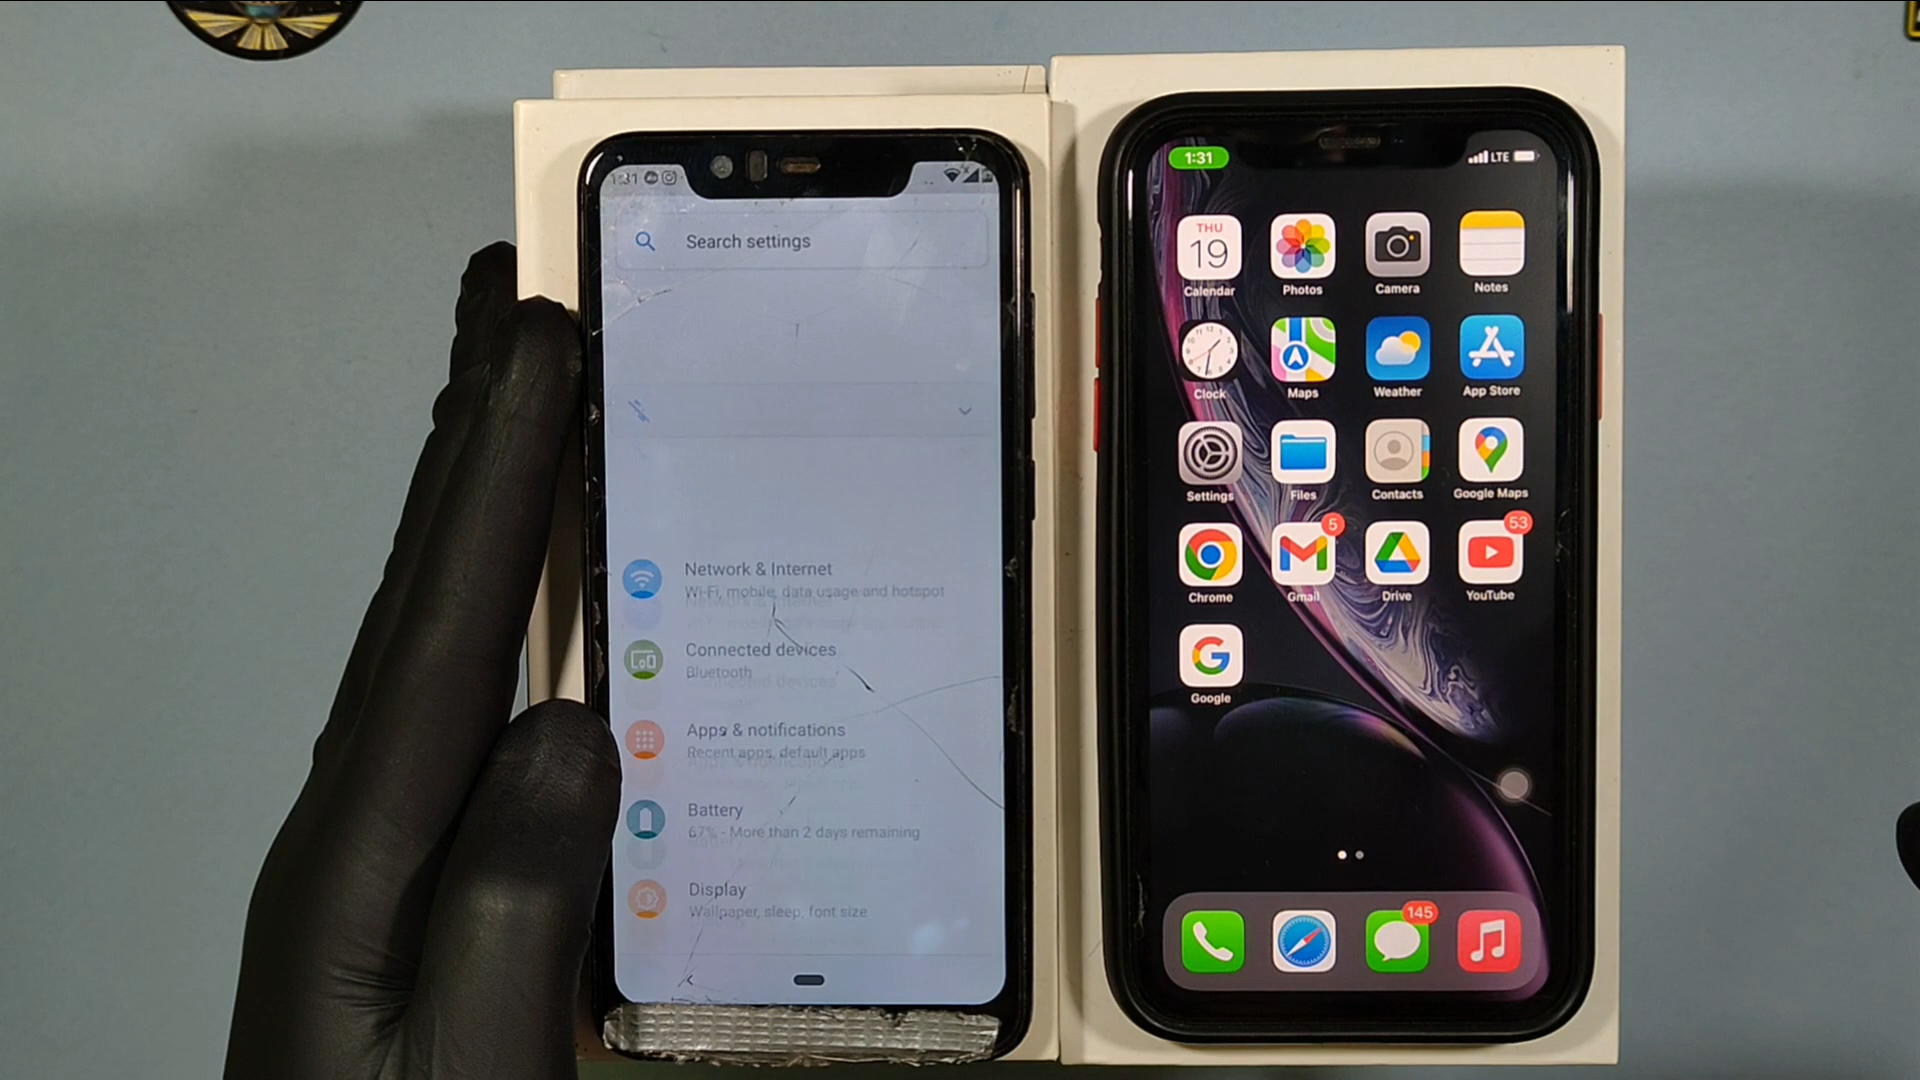 1:31
Search settings
Network & Internet
Wi-Fi, mobile, data usage and hotspot
Connected devices
Bluetooth
Apps & notifications
Recent apps, default apps
Battery
67% - More than 2 days remaining
Display
Wallpaper, sleep, font size
1:31
LTE
THU
19
Calendar
Photos
Camera
Notes
Clock
Maps
Weather
App Store
Settings
Files
Contacts
Google Maps
5
53
Chrome
Gmail
Drive
YouTube
Google
145